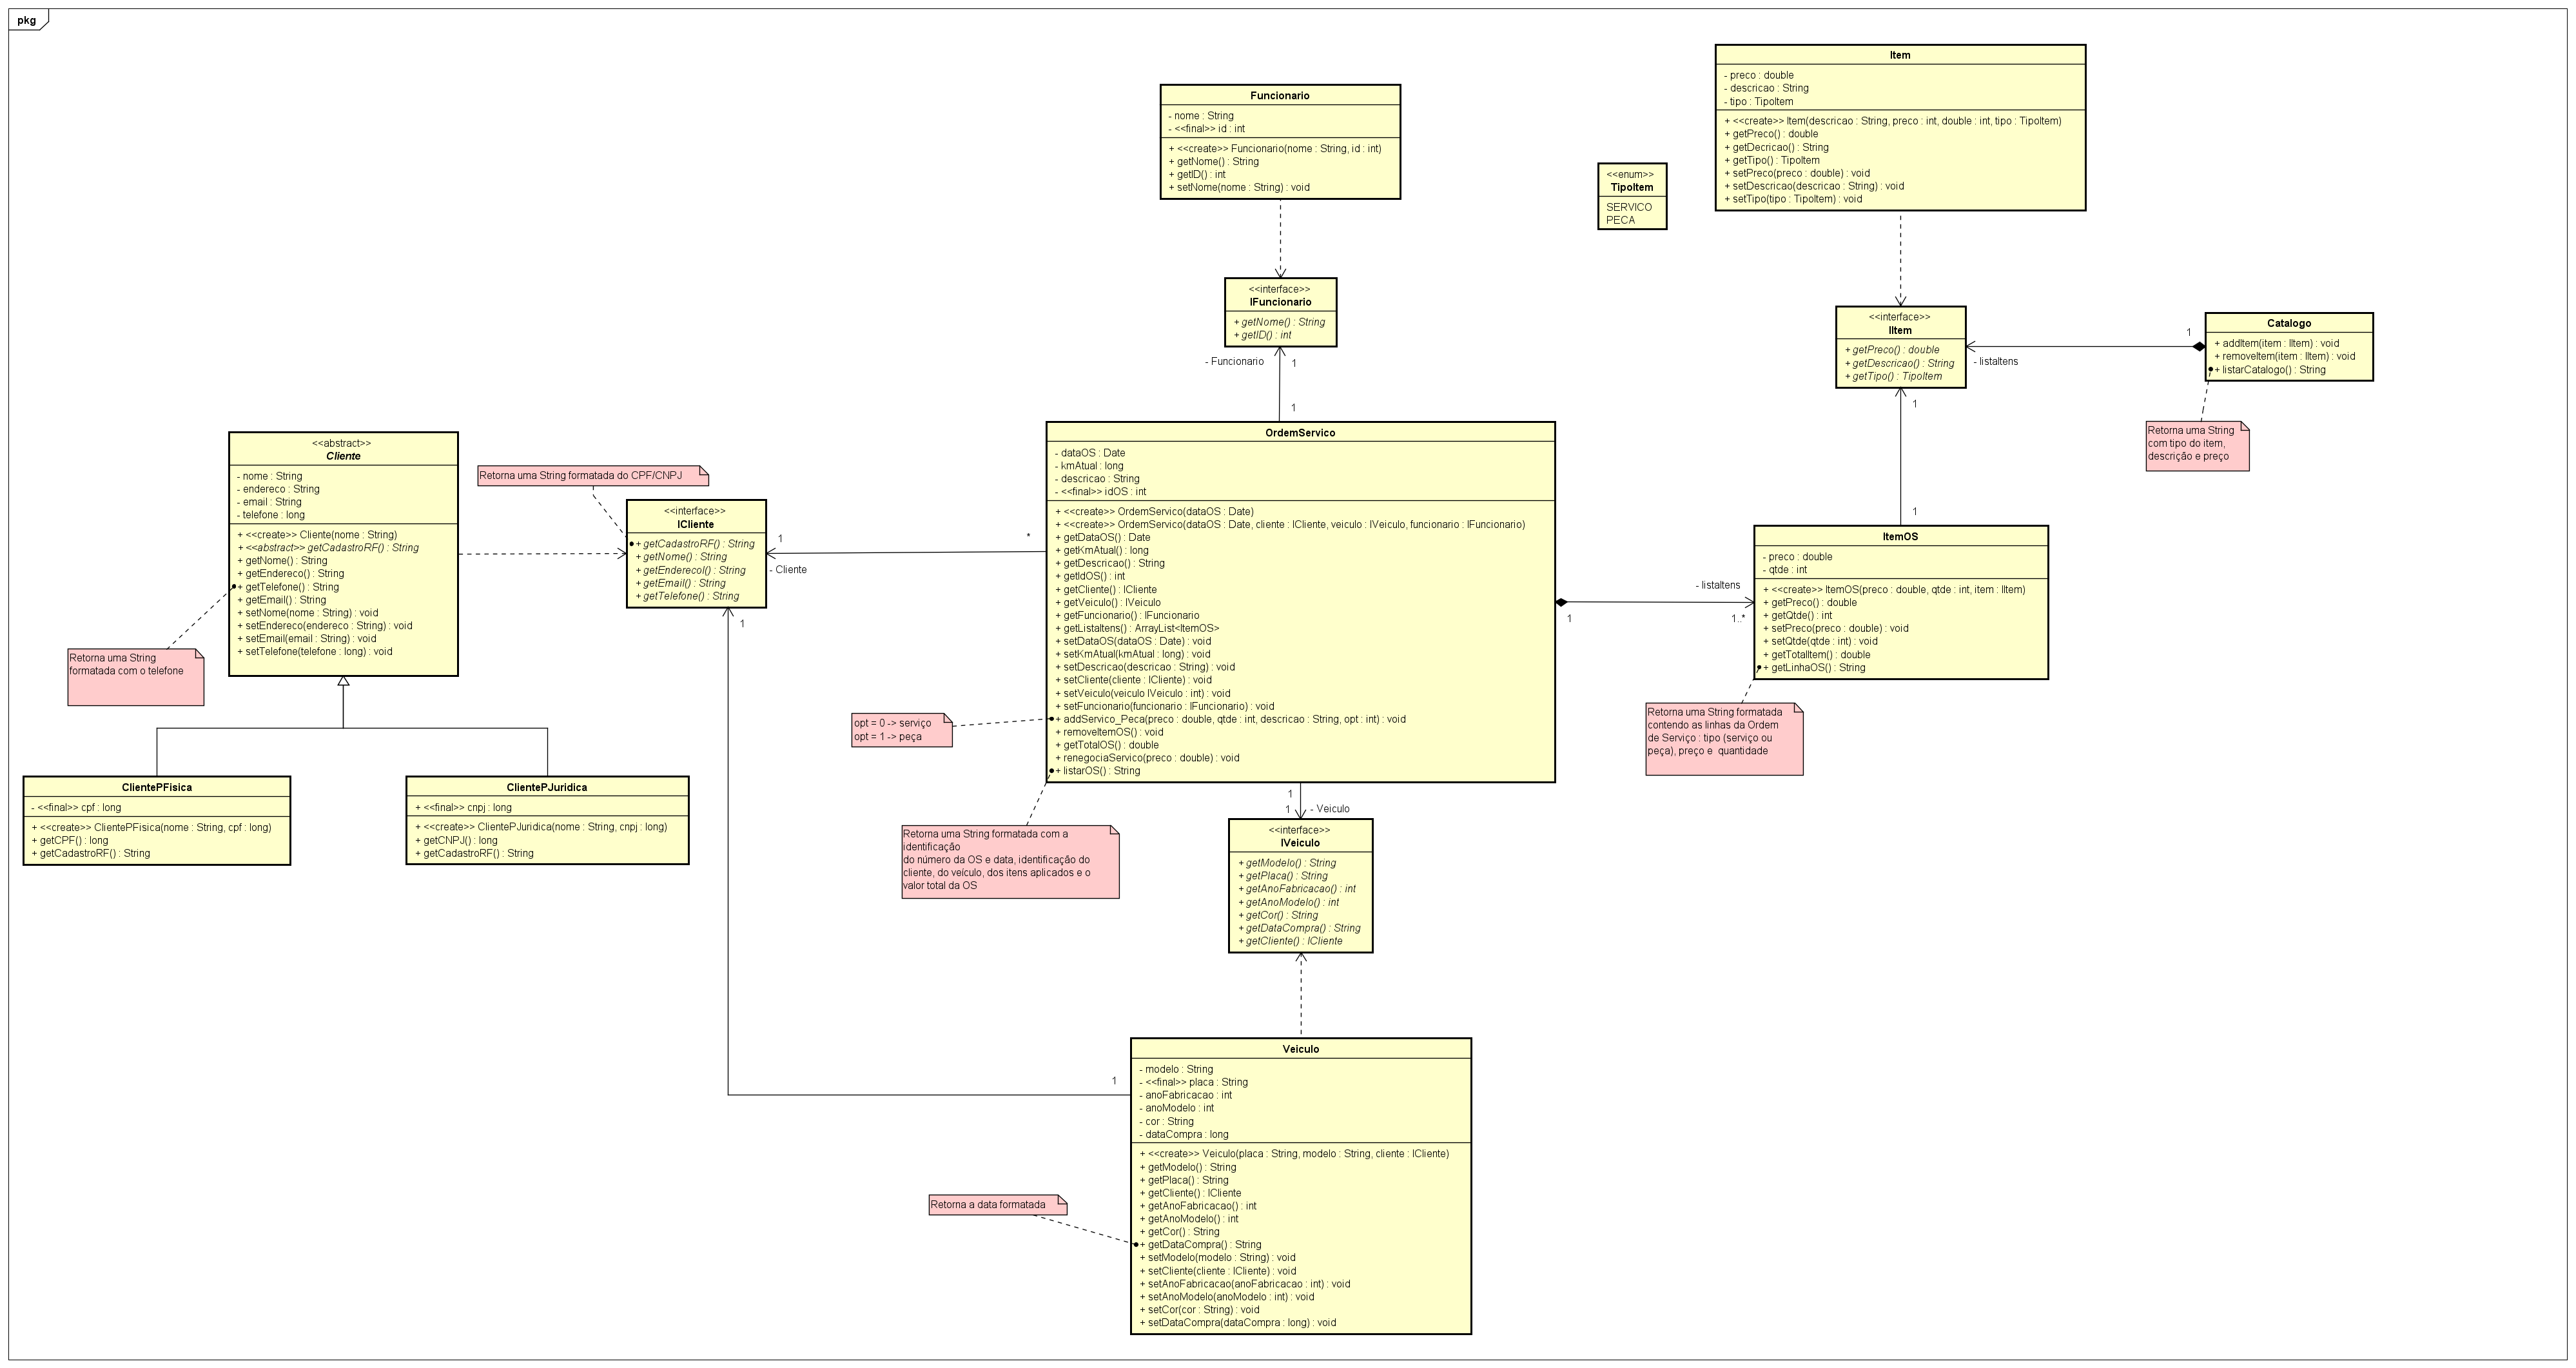 pkg
Funcionario
- nome : String
- <<final>> id : int
+ <<create>> Funcionario(nome : String, id : int)
+ getNome() : String
+ getID() : int
+ setNome(nome : String) : void
<<enum>>
TipoItem
SERVICO
PECA
Item
- preco : double
- descricao : String
- tipo : TipoItem
+ <<create>> Item(descricao : String, preco : int, double : int, tipo : TipoItem)
+ getPreco() : double
+ getDecricao() : String
+ getTipo() : TipoItem
+ setPreco(preco : double) : void
+ setDescricao(descricao : String) : void
+ setTipo(tipo : TipoItem) : void
<<interface>>
IFuncionario
+ getNome() : String
+ getID() : int
- Funcionario
1
1
<<interface>>
IItem
+ getPreco() : double
+ getDescricao() : String
+ getTipo() : TipoItem
1
- listaItens
Catalogo
+ addItem(item : IItem) : void
+ removeItem(item : IItem) : void
+ listarCatalogo() : String
Retorna uma String
com tipo do item,
descrição e preço
1
1
<<abstract>>
Cliente
- nome : String
- endereco : String
- email : String
- telefone : long
+ <<create>> Cliente(nome : String)
+ <<abstract>> getCadastroRF() : String
+ getNome() : String
+ getEndereco() : String
+ getTelefone() : String
+ getEmail() : String
+ setNome(nome : String) : void
+ setEndereco(endereco : String) : void
+ setEmail(email : String) : void
+ setTelefone(telefone : long) : void
Retorna uma String
formatada com o telefone
Retorna uma String formatada do CPF/CNPJ
<<interface>>
ICliente
+ getCadastroRF() : String
+ getNome() : String
+ getEnderecol() : String
+ getEmail() : String
+ getTelefone() : String
1
- Cliente
*
1
OrdemServico
- dataOS : Date
- kmAtual : long
- descricao : String
- <<final>> idOS : int
+ <<create>> OrdemServico(dataOS : Date)
+ <<create>> OrdemServico(dataOS : Date, cliente : ICliente, veiculo : IVeiculo, funcionario : IFuncionario)
+ getDataOS() : Date
+ getKmAtual() : long
+ getDescricao() : String
+ getIdOS() : int
+ getCliente() : ICliente
+ getVeiculo() : IVeiculo
+ getFuncionario() : IFuncionario
+ getListaItens() : ArrayList<ItemOS>
+ setDataOS(dataOS : Date) : void
+ setKmAtual(kmAtual : long) : void
+ setDescricao(descricao : String) : void
+ setCliente(cliente : ICliente) : void
+ setVeiculo(veiculo IVeiculo : int) : void
+ setFuncionario(funcionario : IFuncionario) : void
+ addServico_Peca(preco : double, qtde : int, descricao : String, opt : int) : void
+ removeItemOS() : void
+ getTotalOS() : double
+ renegociaServico(preco : double) : void
+ listarOS() : String
opt = 0 -> serviço
opt = 1 -> peça
Retorna uma String formatada com a
identificação
do número da OS e data, identificação do
cliente, do veículo, dos itens aplicados e o
valor total da OS
1
- listaItens
1..*
ItemOS
- preco : double
- qtde : int
+ <<create>> ItemOS(preco : double, qtde : int, item : IItem)
+ getPreco() : double
+ getQtde() : int
+ setPreco(preco : double) : void
+ setQtde(qtde : int) : void
+ getTotalItem() : double
+ getLinhaOS() : String
Retorna uma String formatada
contendo as linhas da Ordem
de Serviço : tipo (serviço ou
peça), preço e quantidade
ClientePFisica
- <<final>> cpf : long
+ <<create>> ClientePFisica(nome : String, cpf : long)
+ getCPF() : long
+ getCadastroRF() : String
ClientePJuridica
+ <<final>> cnpj : long
+ <<create>> ClientePJuridica(nome : String, cnpj : long)
+ getCNPJ() : long
+ getCadastroRF() : String
1
1
- Veiculo
<<interface>>
IVeiculo
+ getModelo() : String
+ getPlaca() : String
+ getAnoFabricacao() : int
+ getAnoModelo() : int
+ getCor() : String
+ getDataCompra() : String
+ getCliente() : ICliente
1
Veiculo
- modelo : String
- <<final>> placa : String
- anoFabricacao : int
- anoModelo : int
- cor : String
- dataCompra : long
+ <<create>> Veiculo(placa : String, modelo : String, cliente : ICliente)
+ getModelo() : String
+ getPlaca() : String
+ getCliente() : ICliente
+ getAnoFabricacao() : int
+ getAnoModelo() : int
+ getCor() : String
+ getDataCompra() : String
+ setModelo(modelo : String) : void
+ setCliente(cliente : ICliente) : void
+ setAnoFabricacao(anoFabricacao : int) : void
+ setAnoModelo(anoModelo : int) : void
+ setCor(cor : String) : void
+ setDataCompra(dataCompra : long) : void
Retorna a data formatada